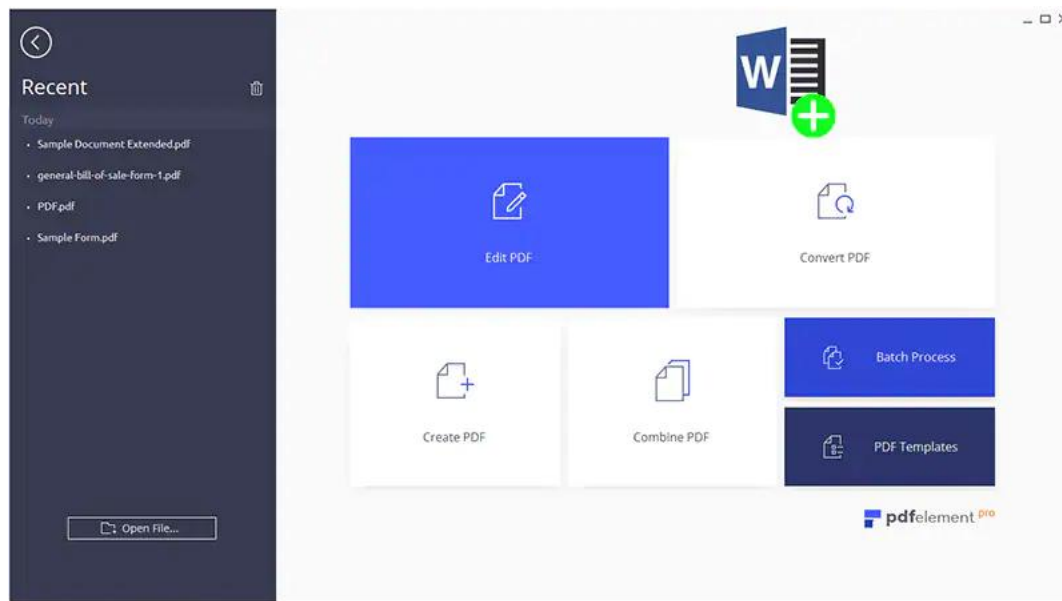 Recent
Today
Sample Document Extended.pdf
general-bill-of-sale-form-1.pdf
PDF.pdf
Sample Form.pdf
Open File...
W
Edit PDF
Convert PDF
Create PDF
Combine PDF
Batch Process
PDF Templates
pdfelement pro